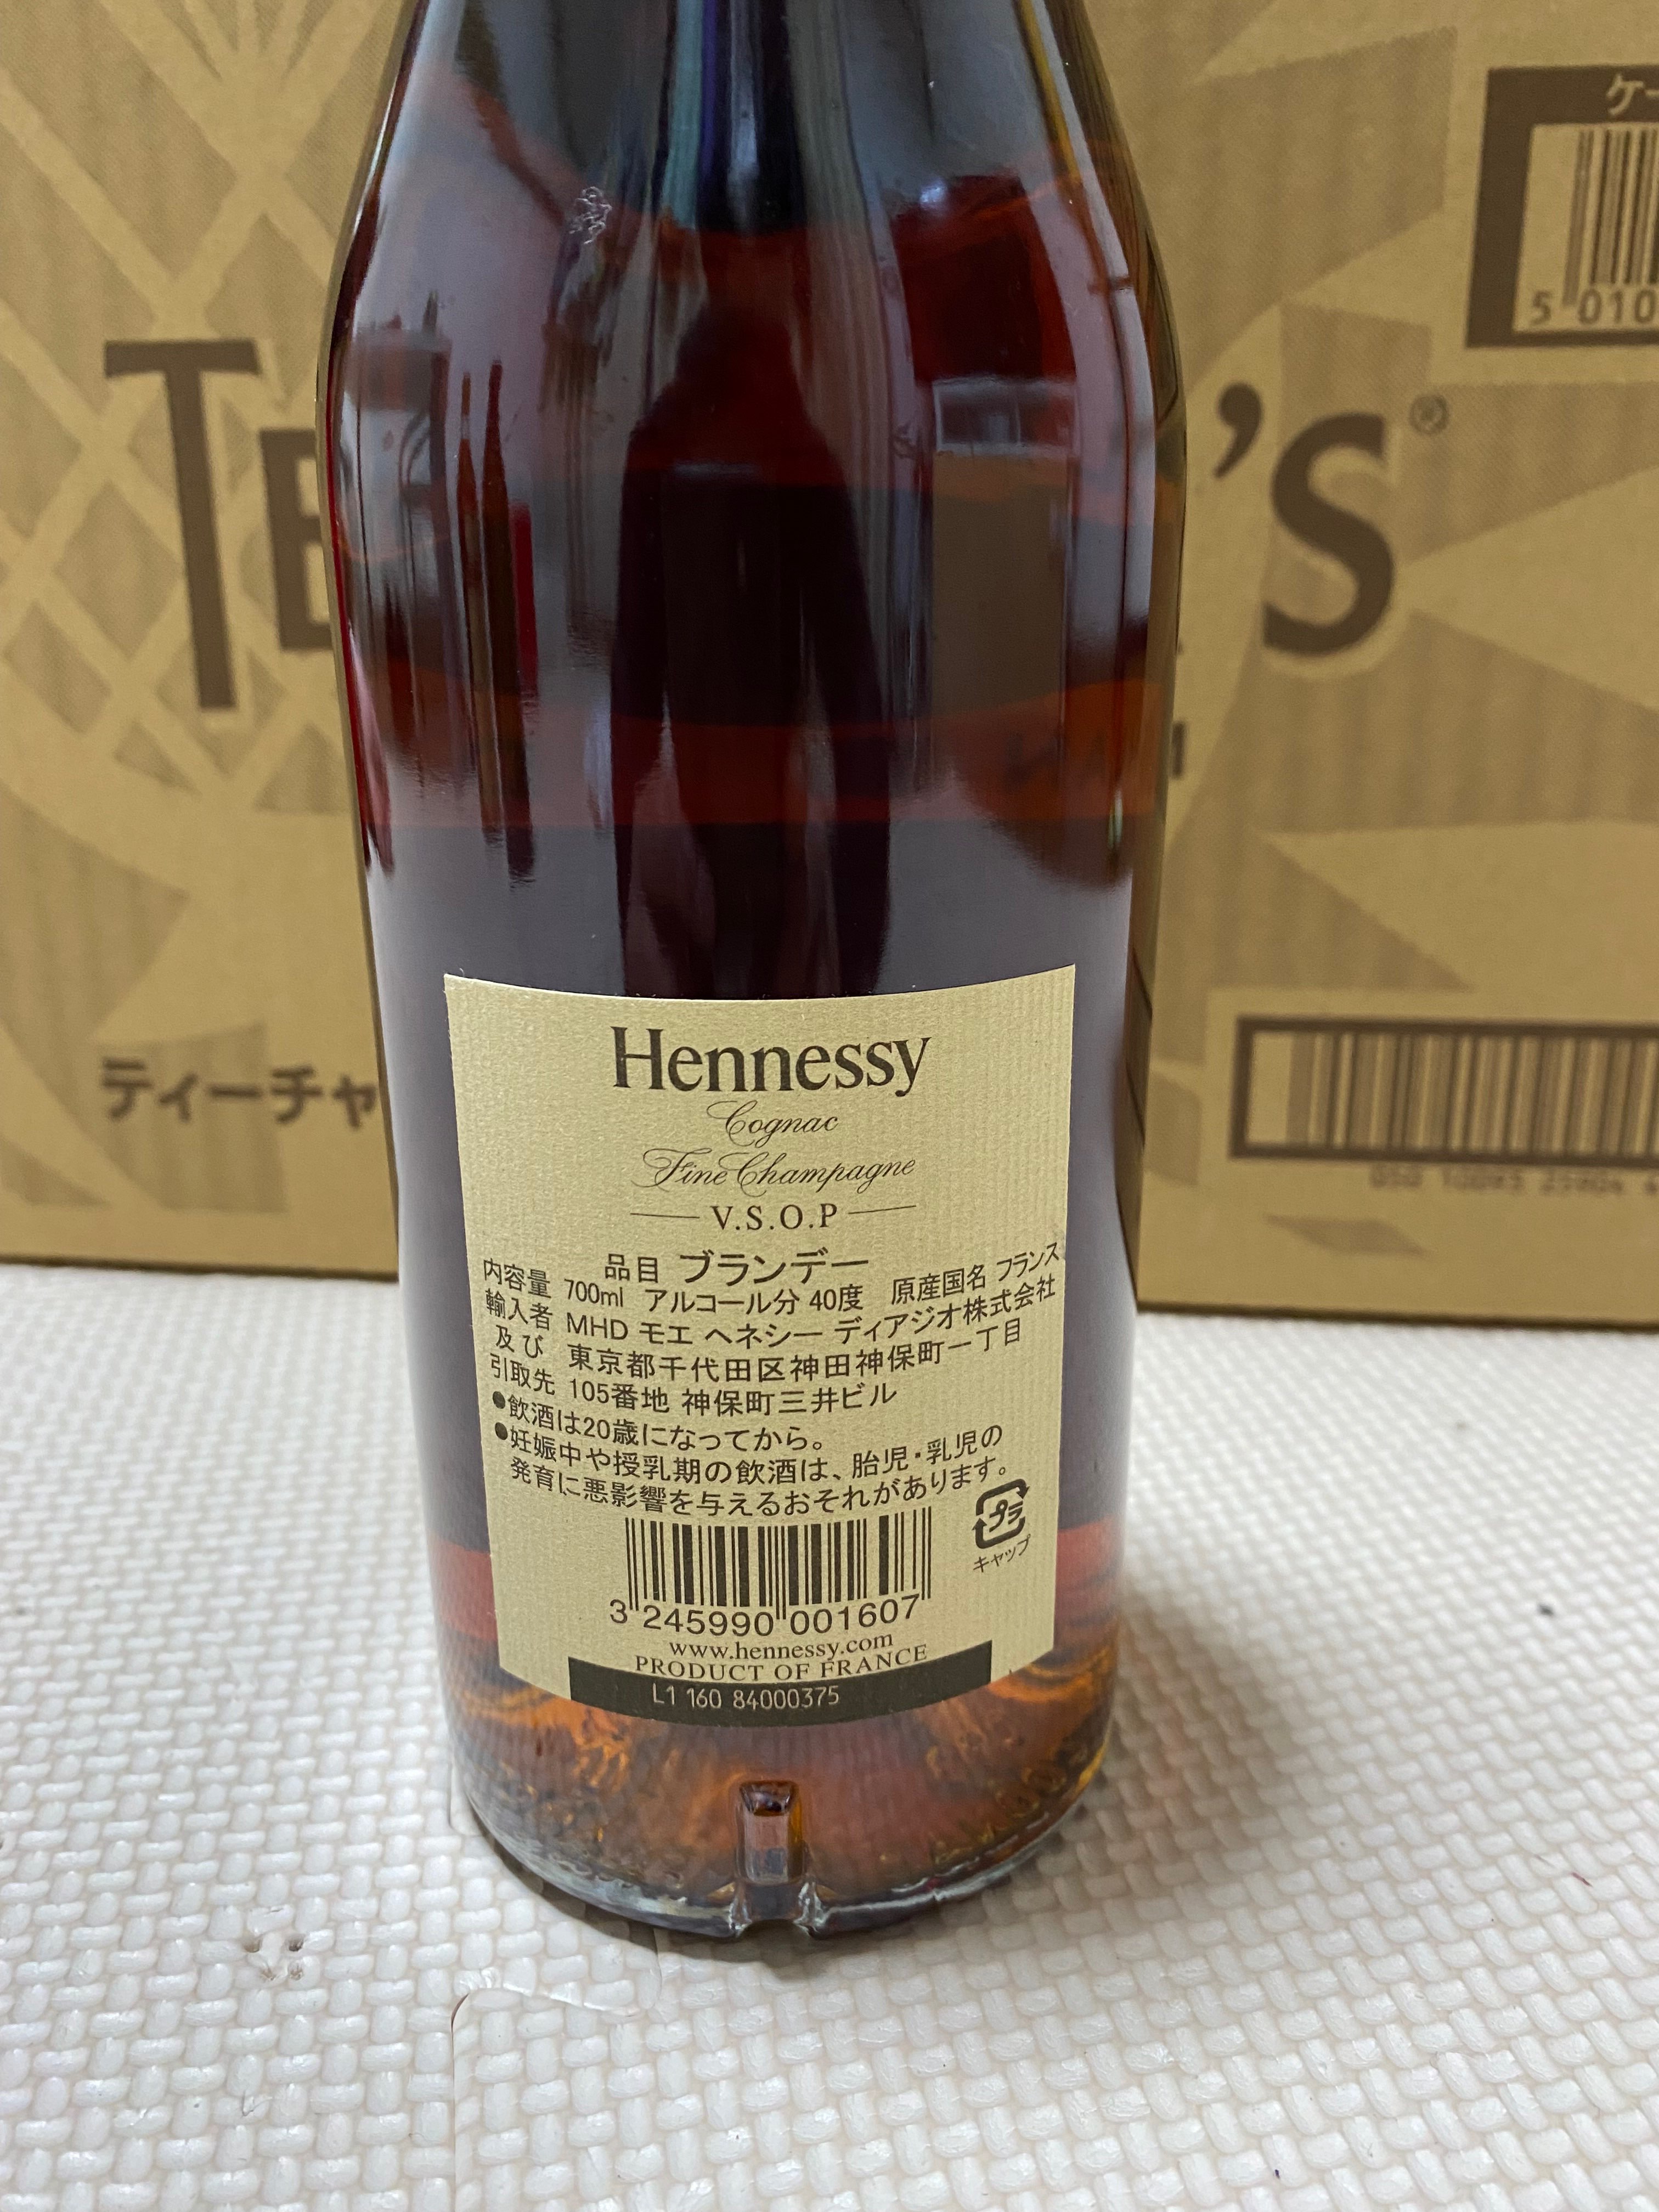 ケ
5 010
TE
'S®
ティーチャ
Hennessy
Cognac
Fine Champagne
V.S.O.P
品目 ブランデー
内容量 700ml アルコール分 40度 原産国名 フランス
輸入者 MHD モエ ヘネシー ディアジオ株式会社
及び 東京都千代田区神田神保町一丁目
引取先 105番地 神保町三井ビル
●飲酒は20歳になってから。
●妊娠中や授乳期の飲酒は、胎児・乳児の
発育に悪影響を与えるおそれがあります。
プラ
キャップ
3 245990 001607
www.hennessy.com
PRODUCT OF FRANCE
L1 160 84000375